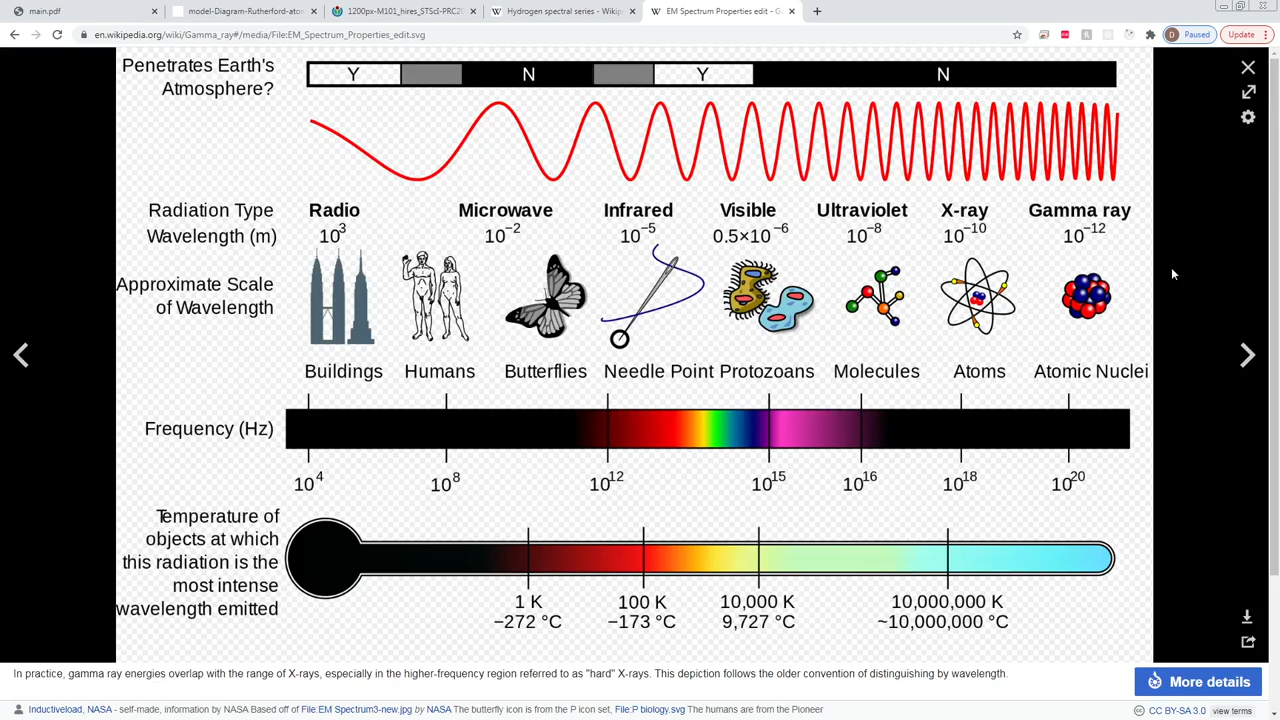 main.pdf
model-Diagram-Rutherford-atom
1200px-M101_hires_STScI-PRC20
Hydrogen spectral series - Wikip
EM Spectrum Properties edit - G
Paused
Update
en.wikipedia.org/wiki/Gamma_ray#/media/File:EM_Spectrum_Properties_edit.svg
Penetrates Earth's
Atmosphere?
Y N Y N
Radiation Type Radio Microwave Infrared Visible Ultraviolet X-ray Gamma ray
Wavelength (m) 10³ 10⁻² 10⁻⁵ 0.5×10⁻⁶ 10⁻⁸ 10⁻¹⁰ 10⁻¹²
Approximate Scale
of Wavelength
Buildings Humans Butterflies Needle Point Protozoans Molecules Atoms Atomic Nuclei
Frequency (Hz)
10⁴ 10⁸ 10¹² 10¹⁵ 10¹⁶ 10¹⁸ 10²⁰
Temperature of
objects at which
this radiation is the
most intense
wavelength emitted
1 K 100 K 10,000 K 10,000,000 K
−272 °C −173 °C 9,727 °C ~10,000,000 °C
In practice, gamma ray energies overlap with the range of X-rays, especially in the higher-frequency region referred to as "hard" X-rays. This depiction follows the older convention of distinguishing by wavelength.
More details
Inductiveload, NASA - self-made, information by NASA Based off of File:EM Spectrum3-new.jpg by NASA The butterfly icon is from the P icon set, File:P biology.svg The humans are from the Pioneer
CC BY-SA 3.0 view terms